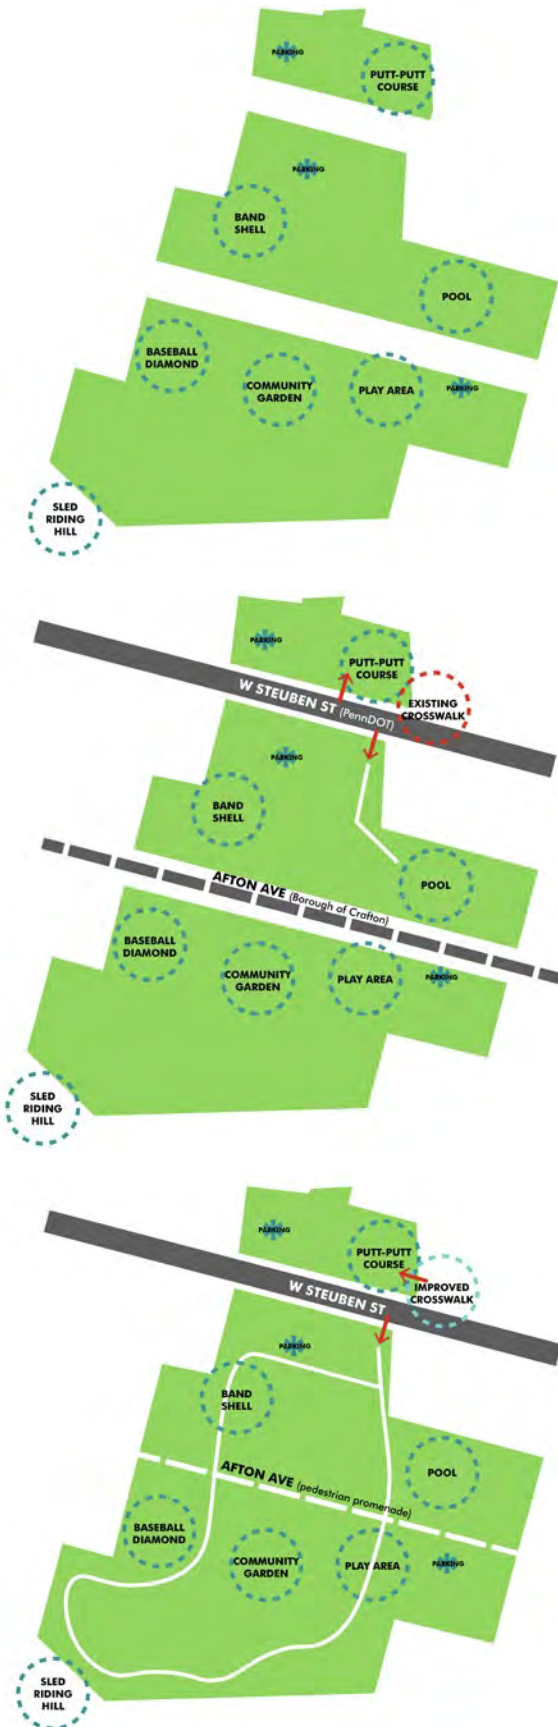 PARKING
PUTT-PUTT
COURSE
PARKING
BAND
SHELL
POOL
BASEBALL
DIAMOND
COMMUNITY
GARDEN
PLAY AREA
PARKING
SLED
RIDING
HILL
PARKING
PUTT-PUTT
COURSE
W STEUBEN ST (PennDOT)
EXISTING
CROSSWALK
PARKING
BAND
SHELL
POOL
AFTON AVE (Borough of Crafton)
BASEBALL
DIAMOND
COMMUNITY
GARDEN
PLAY AREA
PARKING
SLED
RIDING
HILL
PARKING
PUTT-PUTT
COURSE
IMPROVED
CROSSWALK
W STEUBEN ST
PARKING
BAND
SHELL
AFTON AVE (pedestrian promenade)
POOL
BASEBALL
DIAMOND
COMMUNITY
GARDEN
PLAY AREA
PARKING
SLED
RIDING
HILL